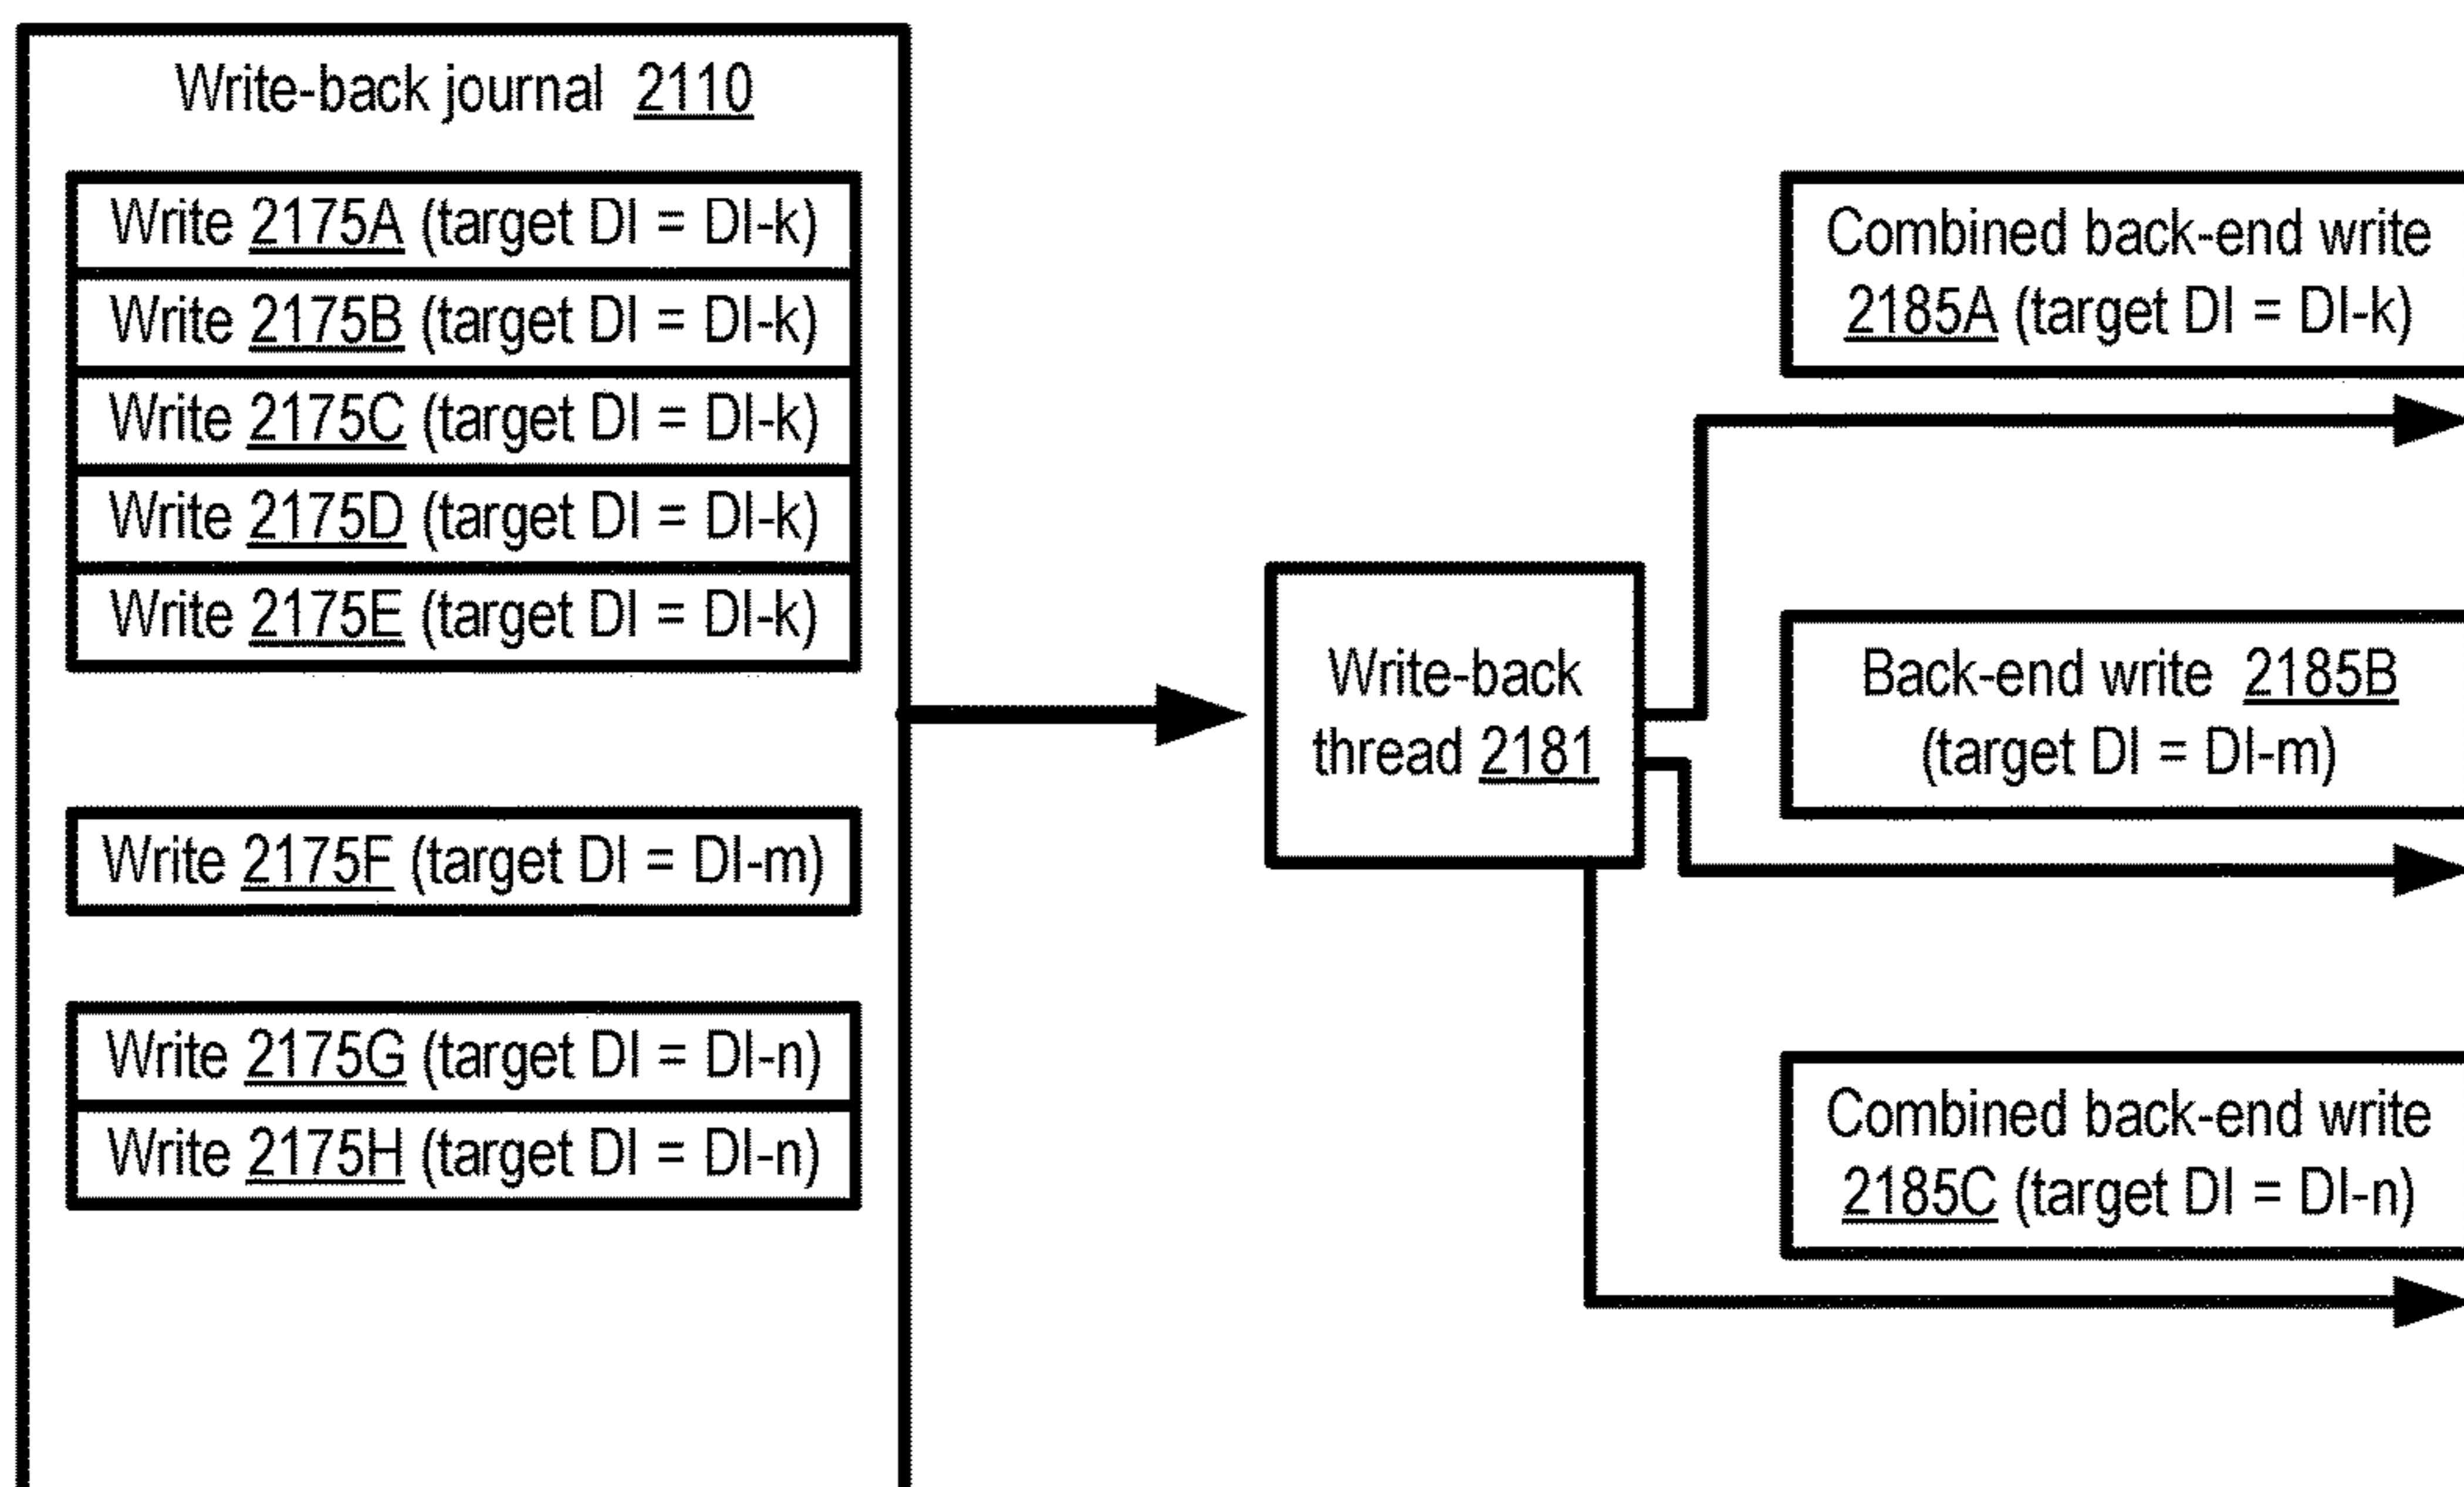 Write-back journal 2110
Write 2175A (target DI = DI-k)
Write 2175B (target DI = DI-k)
Write 2175C (target DI = DI-k)
Write 2175D (target DI = DI-k)
Write 2175E (target DI = DI-k)
Write 2175F (target DI = DI-m)
Write 2175G (target DI = DI-n)
Write 2175H (target DI = DI-n)
Write-back
thread 2181
Combined back-end write
2185A (target DI = DI-k)
Back-end write 2185B
(target DI = DI-m)
Combined back-end write
2185C (target DI = DI-n)